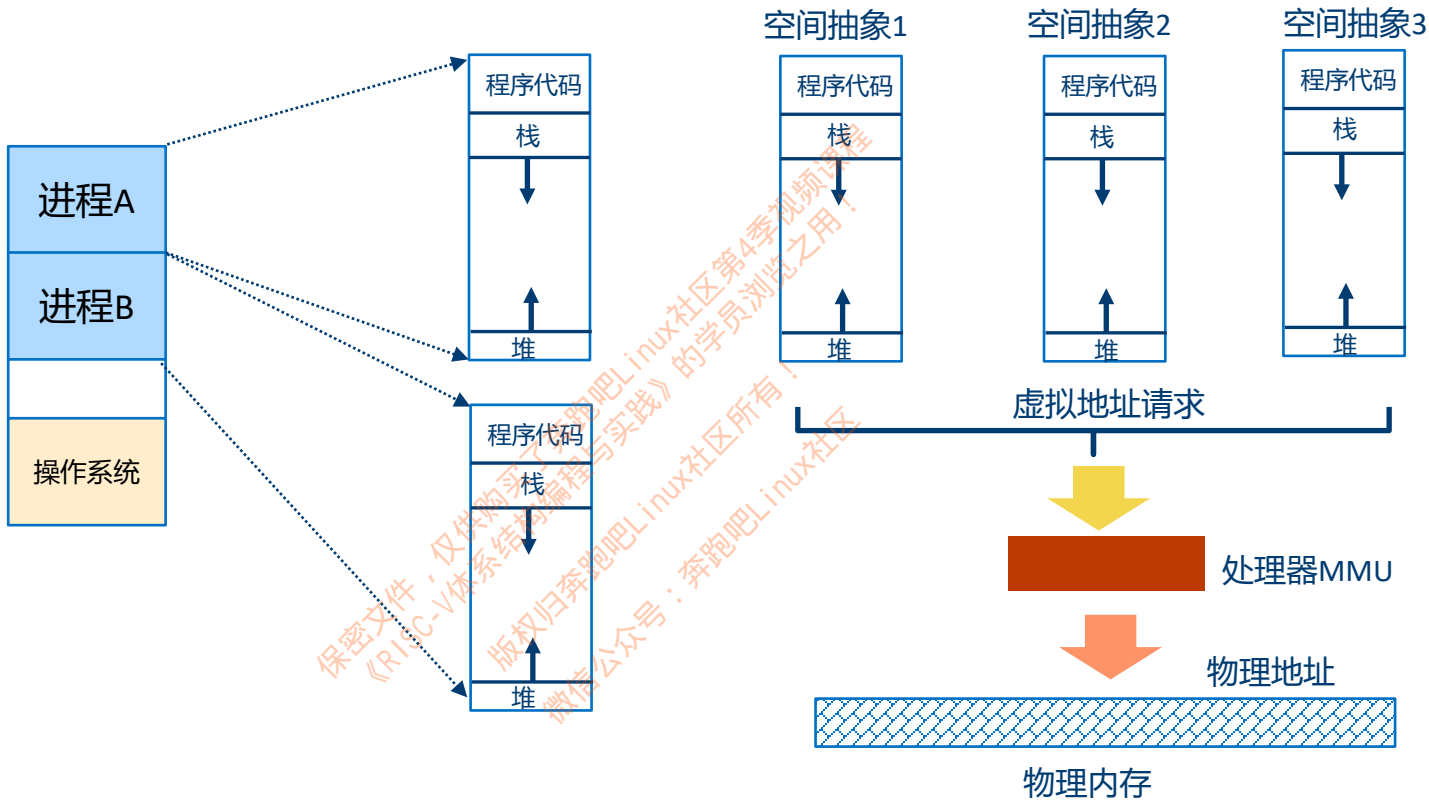 空间抽象1
空间抽象2
空间抽象3
程序代码
栈
堆
程序代码
栈
堆
程序代码
栈
堆
程序代码
栈
堆
进程A
进程B
操作系统
程序代码
栈
堆
虚拟地址请求
处理器MMU
物理地址
物理内存
保密文件，仅供购买了奔跑吧Linux社区第4季视频课程
《RISC-V体系结构编程与实践》的学员浏览之用！
版权归奔跑吧Linux社区所有！
微信公众号：奔跑吧Linux社区